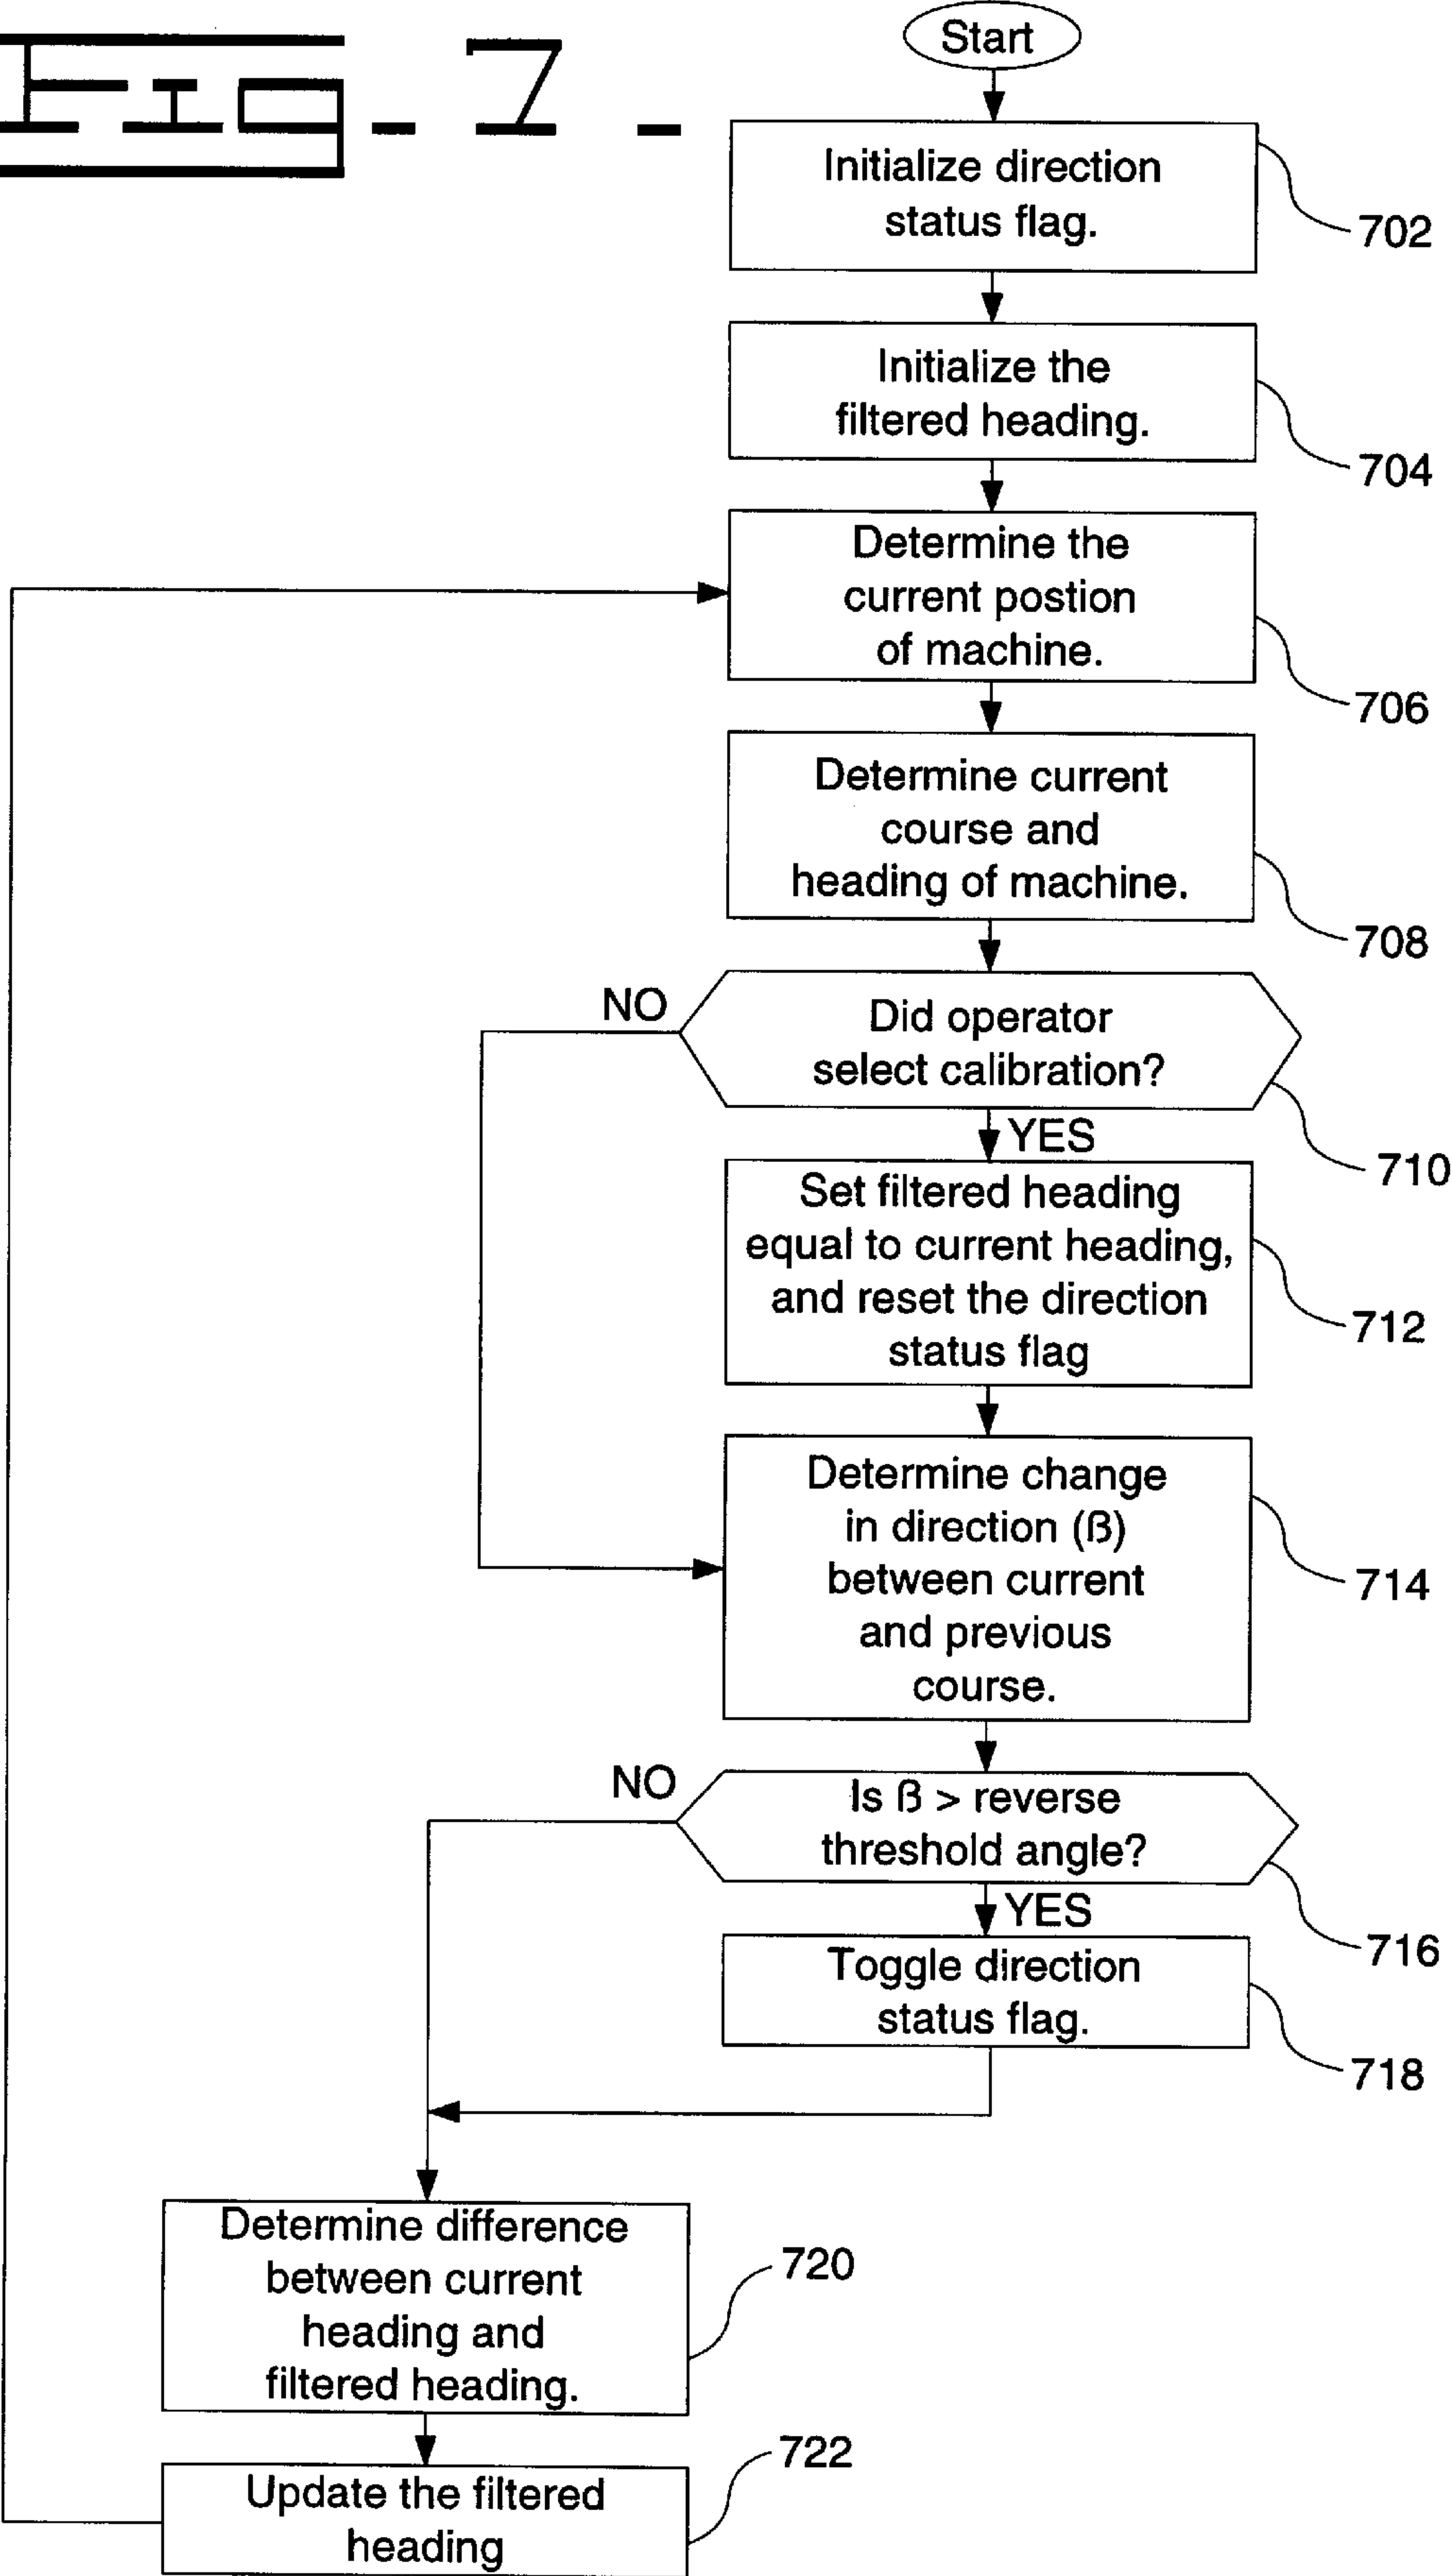 Fig- 7 -
Start
Initialize direction
status flag.
702
Initialize the
filtered heading.
704
Determine the
current postion
of machine.
706
Determine current
course and
heading of machine.
708
NO
Did operator
select calibration?
710
YES
Set filtered heading
equal to current heading,
and reset the direction
status flag
712
Determine change
in direction (β)
between current
and previous
course.
714
NO
Is β > reverse
threshold angle?
716
YES
Toggle direction
status flag.
718
Determine difference
between current
heading and
filtered heading.
720
Update the filtered
heading
722